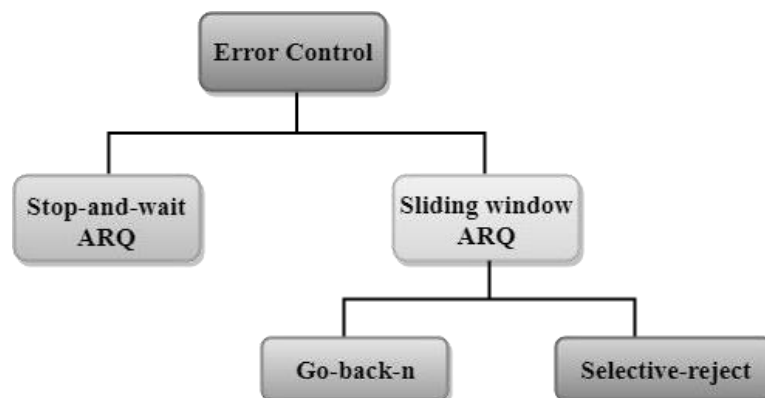 Error Control
Stop-and-wait
ARQ
Sliding window
ARQ
Go-back-n
Selective-reject